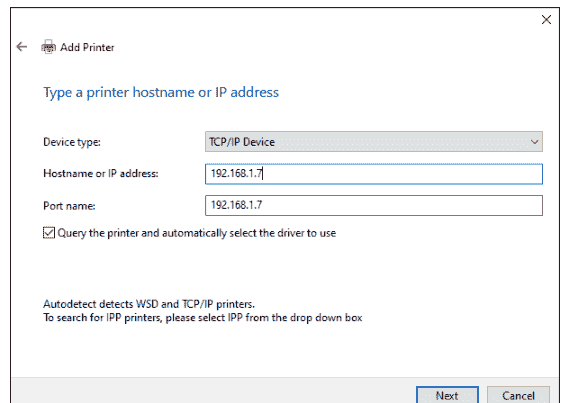 Add Printer
Type a printer hostname or IP address
Device type: TCP/IP Device
Hostname or IP address: 192.168.1.7
Port name: 192.168.1.7
Query the printer and automatically select the driver to use
Autodetect detects WSD and TCP/IP printers.
To search for IPP printers, please select IPP from the drop down box
Next Cancel